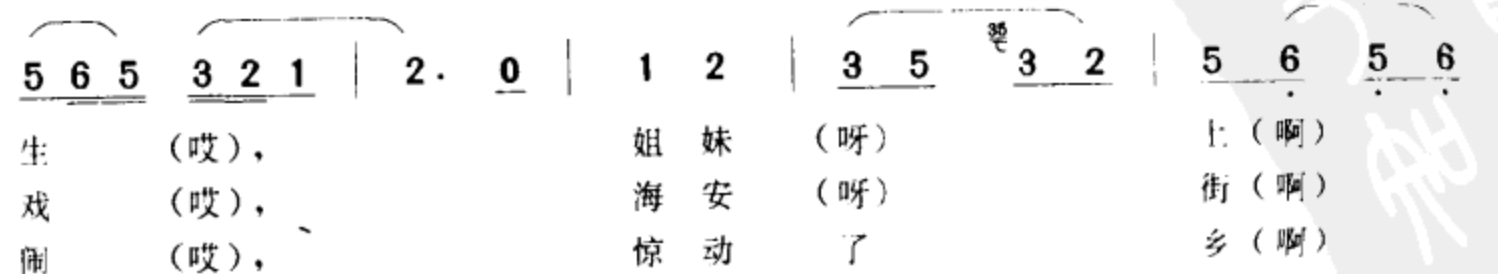 5 6 5 3 2 1 | 2 . 0 | 1 2 | 3 5 3 2 | 5 6 5 6
生 (哎), 姐 妹 (呀) 上 (啊)
戏 (哎), 海 安 (呀) 街 (啊)
闹 (哎), 惊 动 了 乡 (啊)